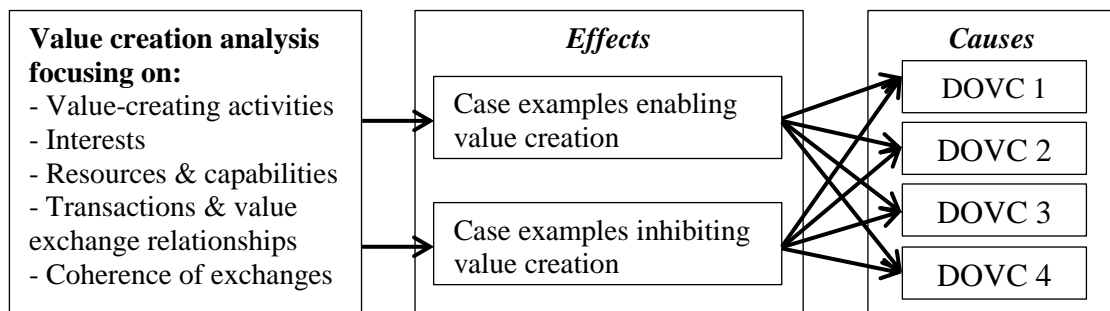 Value creation analysis
focusing on:
- Value-creating activities
- Interests
- Resources & capabilities
- Transactions & value
exchange relationships
- Coherence of exchanges
Effects
Case examples enabling
value creation
Case examples inhibiting
value creation
Causes
DOVC 1
DOVC 2
DOVC 3
DOVC 4